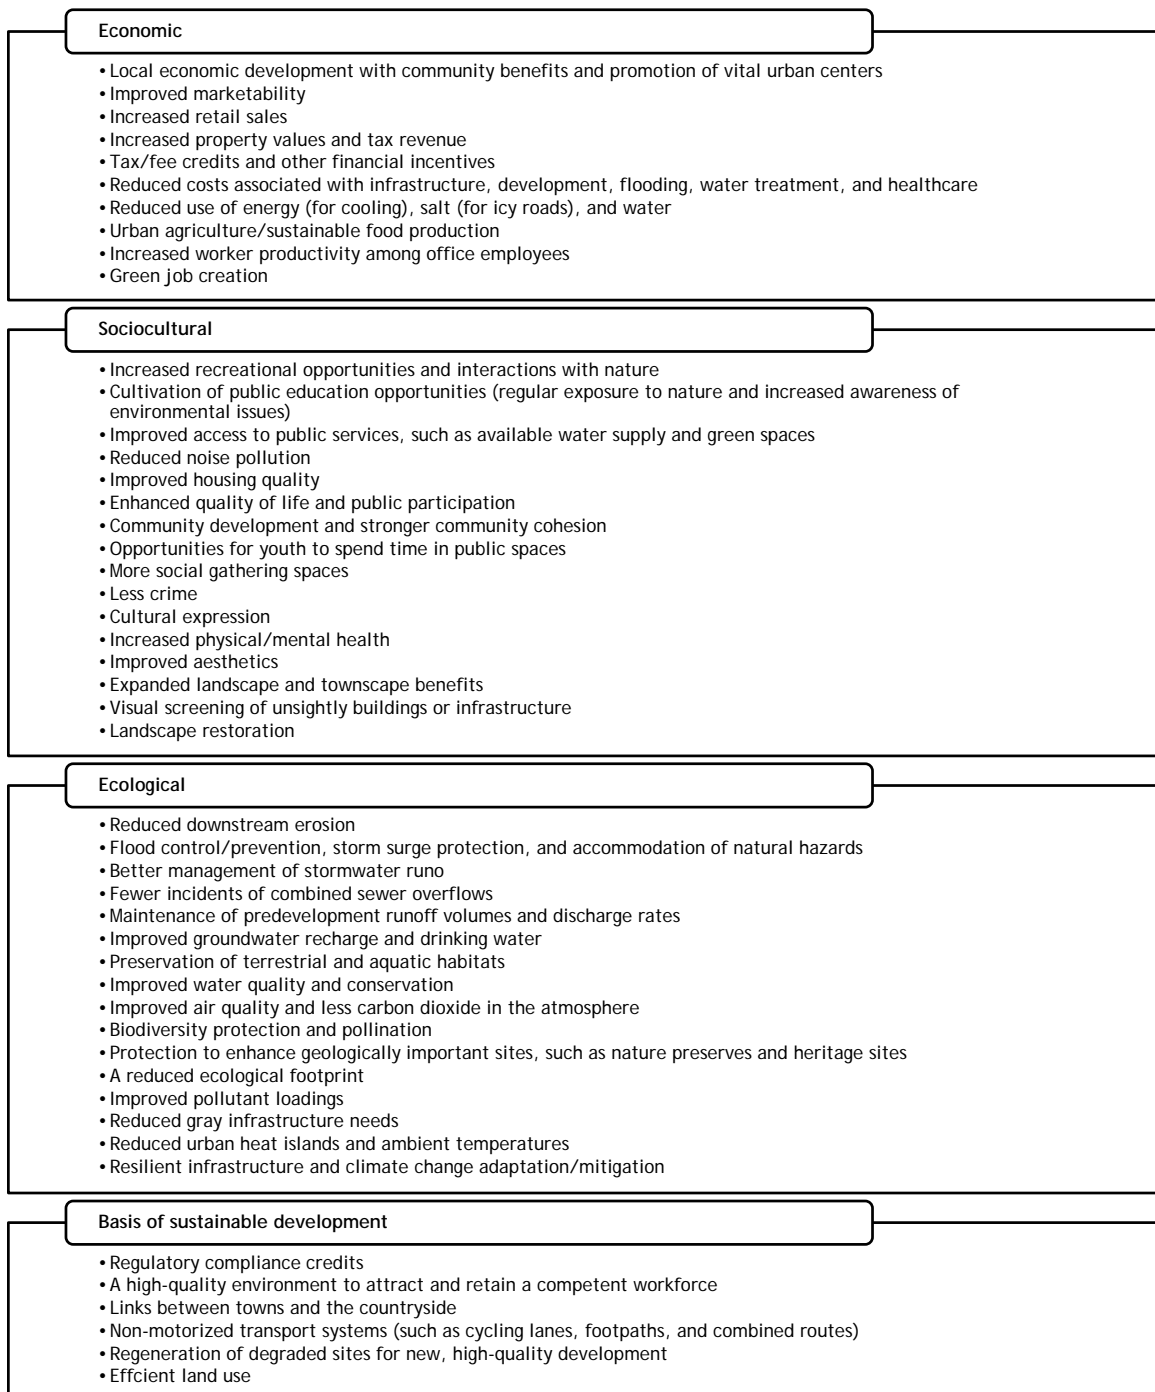 Economic
• Local economic development with community benefits and promotion of vital urban centers
• Improved marketability
• Increased retail sales
• Increased property values and tax revenue
• Tax/fee credits and other financial incentives
• Reduced costs associated with infrastructure, development, flooding, water treatment, and healthcare
• Reduced use of energy (for cooling), salt (for icy roads), and water
• Urban agriculture/sustainable food production
• Increased worker productivity among office employees
• Green job creation
Sociocultural
• Increased recreational opportunities and interactions with nature
• Cultivation of public education opportunities (regular exposure to nature and increased awareness of
environmental issues)
• Improved access to public services, such as available water supply and green spaces
• Reduced noise pollution
• Improved housing quality
• Enhanced quality of life and public participation
• Community development and stronger community cohesion
• Opportunities for youth to spend time in public spaces
• More social gathering spaces
• Less crime
• Cultural expression
• Increased physical/mental health
• Improved aesthetics
• Expanded landscape and townscape benefits
• Visual screening of unsightly buildings or infrastructure
• Landscape restoration
Ecological
• Reduced downstream erosion
• Flood control/prevention, storm surge protection, and accommodation of natural hazards
• Better management of stormwater runo
• Fewer incidents of combined sewer overflows
• Maintenance of predevelopment runoff volumes and discharge rates
• Improved groundwater recharge and drinking water
• Preservation of terrestrial and aquatic habitats
• Improved water quality and conservation
• Improved air quality and less carbon dioxide in the atmosphere
• Biodiversity protection and pollination
• Protection to enhance geologically important sites, such as nature preserves and heritage sites
• A reduced ecological footprint
• Improved pollutant loadings
• Reduced gray infrastructure needs
• Reduced urban heat islands and ambient temperatures
• Resilient infrastructure and climate change adaptation/mitigation
Basis of sustainable development
• Regulatory compliance credits
• A high-quality environment to attract and retain a competent workforce
• Links between towns and the countryside
• Non-motorized transport systems (such as cycling lanes, footpaths, and combined routes)
• Regeneration of degraded sites for new, high-quality development
• Effcient land use